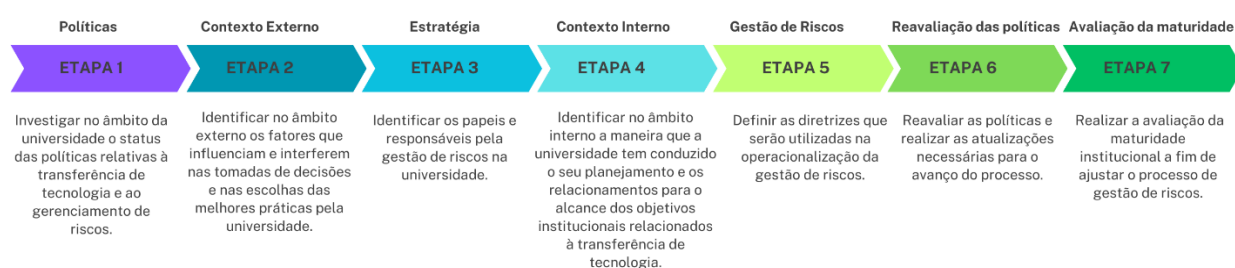 Políticas
Contexto Externo
Estratégia
Contexto Interno
Gestão de Riscos
Reavaliação das políticas
Avaliação da maturidade
ETAPA 1
ETAPA 2
ETAPA 3
ETAPA 4
ETAPA 5
ETAPA 6
ETAPA 7
Investigar no âmbito da
universidade o status
das políticas relativas à
transferência de
tecnologia e ao
gerenciamento de
riscos.
Identificar no âmbito
externo os fatores que
influenciam e interferem
nas tomadas de decisões
e nas escolhas das
melhores práticas pela
universidade.
Identificar os papeis e
responsáveis pela
gestão de riscos na
universidade.
Identificar no âmbito
interno a maneira que a
universidade tem conduzido
o seu planejamento e os
relacionamentos para o
alcance dos objetivos
institucionais relacionados
à transferência de
tecnologia.
Definir as diretrizes que
serão utilizadas na
operacionalização da
gestão de riscos.
Reavaliar as políticas e
realizar as atualizações
necessárias para o
avanço do processo.
Realizar a avaliação da
maturidade
institucional a fim de
ajustar o processo de
gestão de riscos.